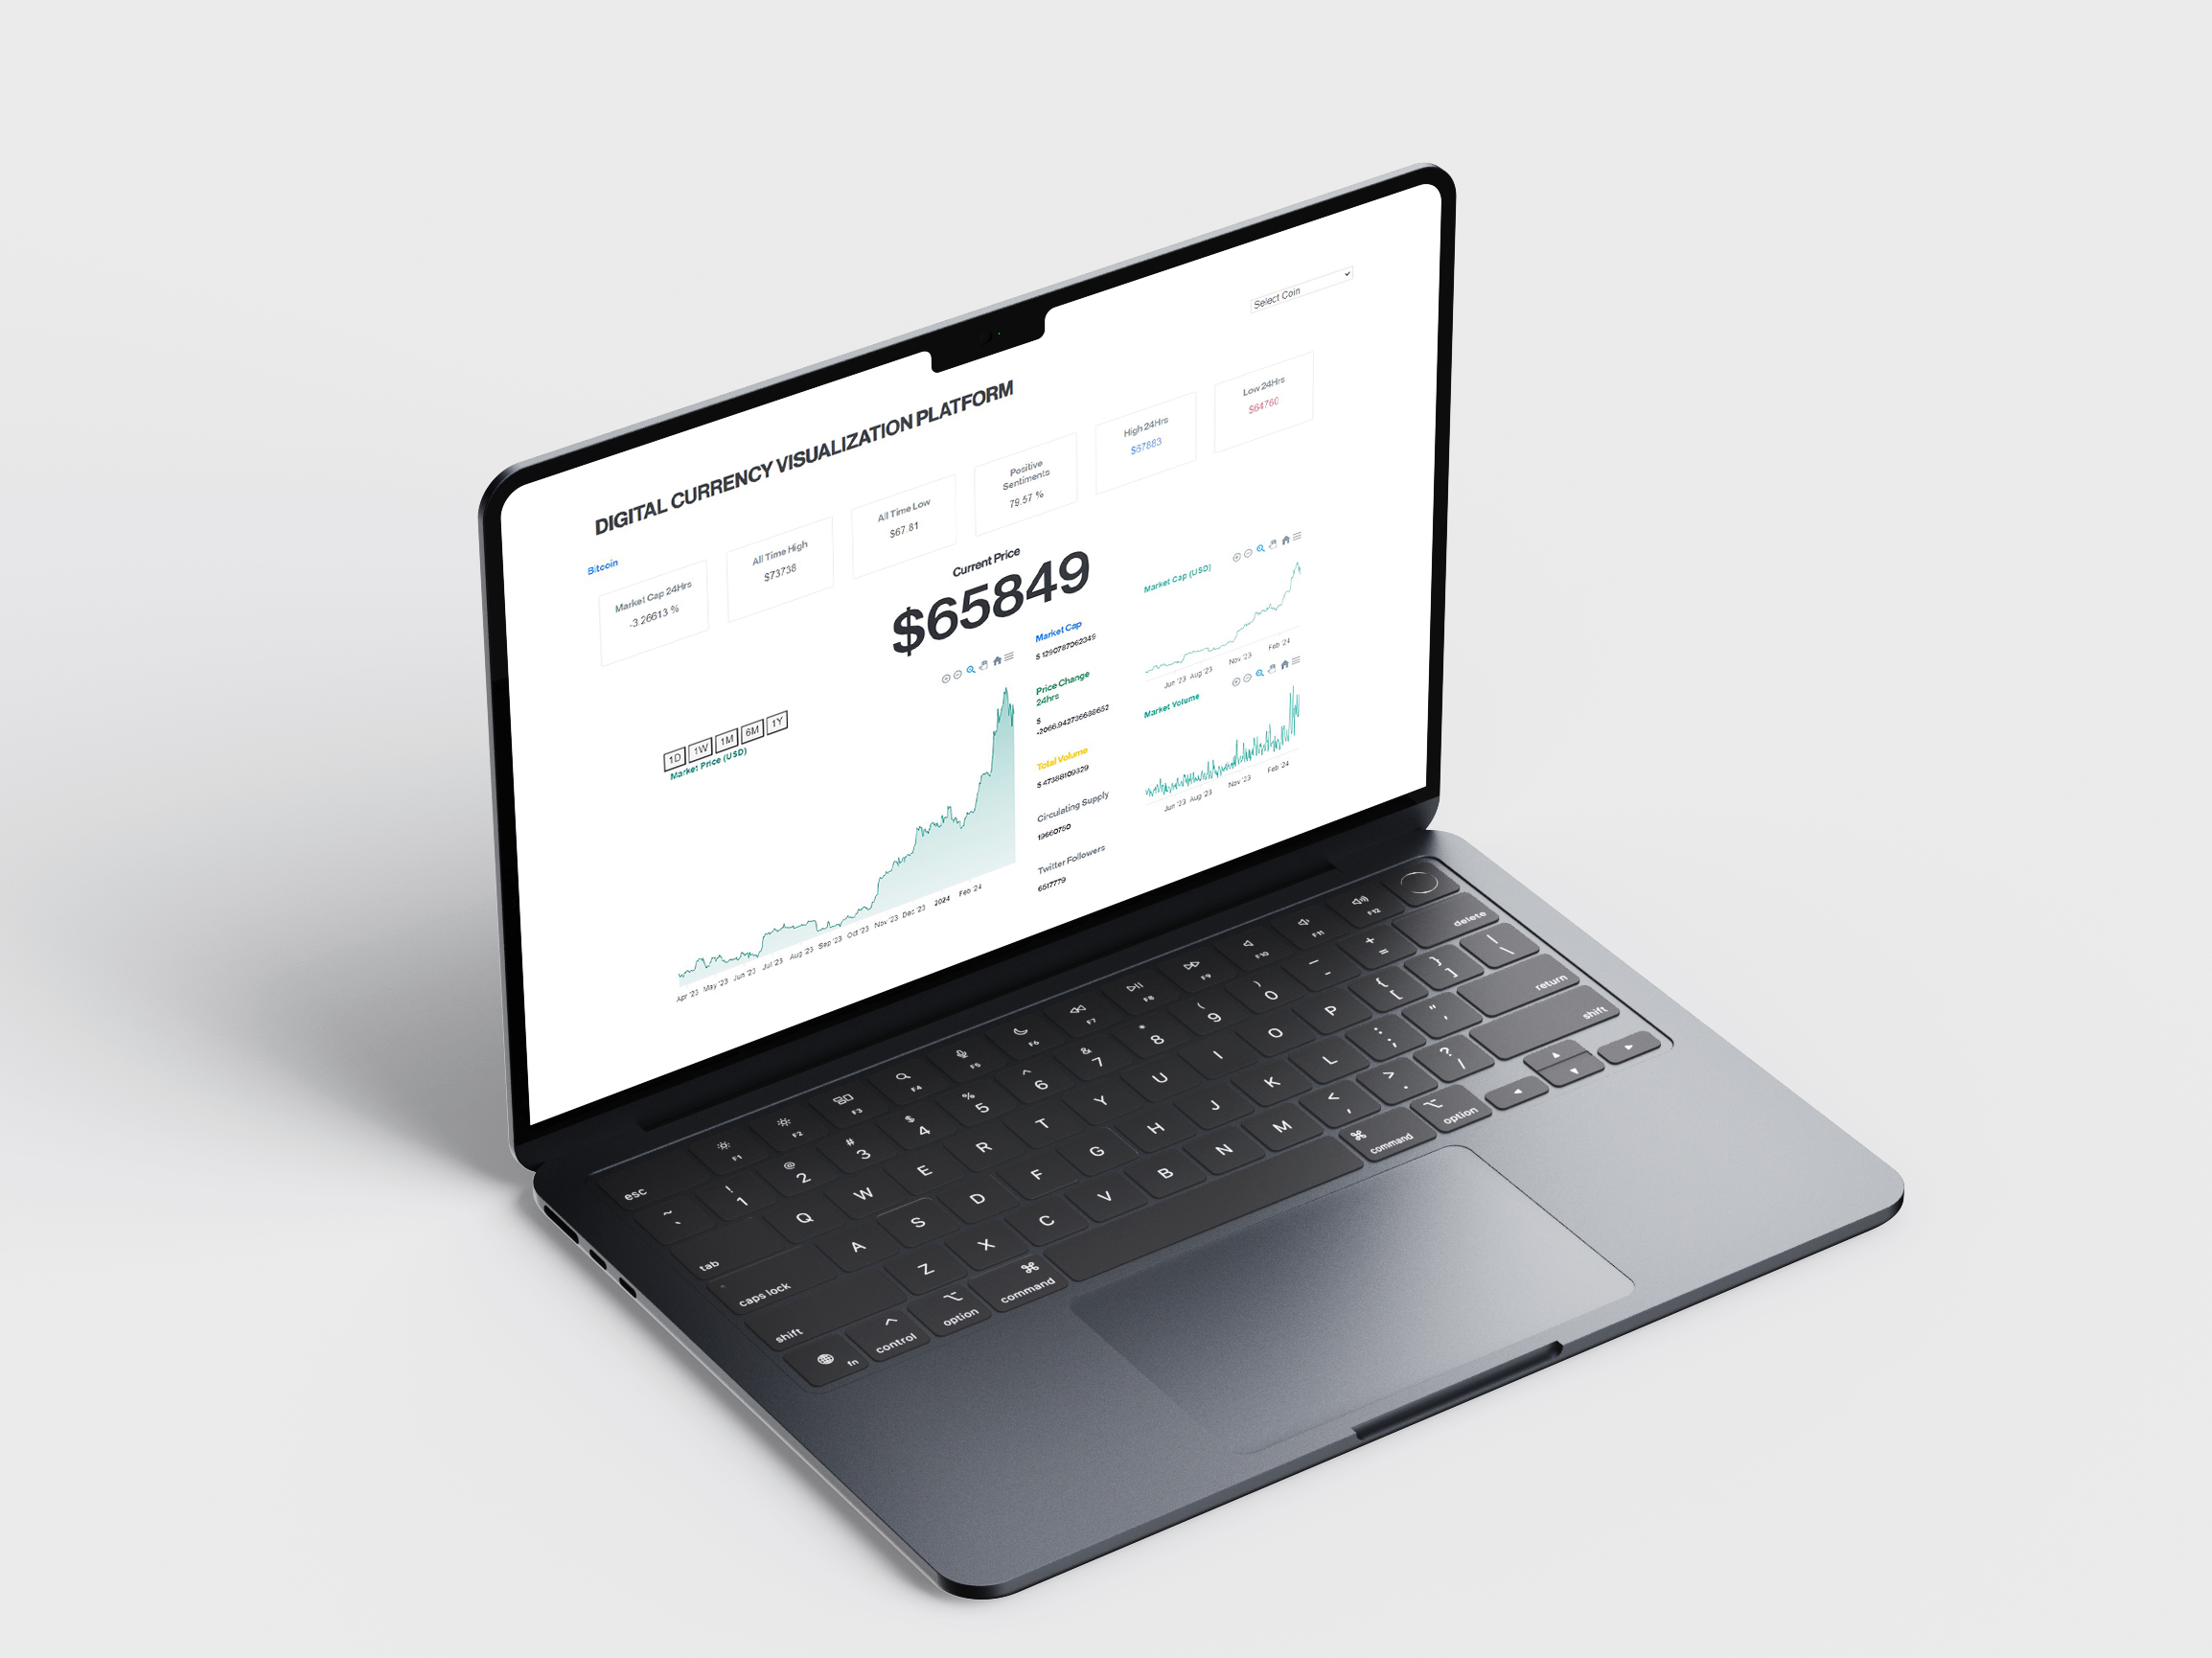 Select Coin
DIGITAL CURRENCY VISUALIZATION PLATFORM
Bitcoin
Market Cap 24Hrs
-3.26613 %
All Time High
$73738
All Time Low
$67.81
Positive
Sentiments
79.57 %
High 24Hrs
$67883
Low 24Hrs
$64760
Current Price
$65849
1D 1W 1M 6M 1Y
Market Price (USD)
Apr '23 May '23 Jun '23 Jul '23 Aug '23 Sep '23 Oct '23 Nov '23 Dec '23 2024 Feb '24
Market Cap
$ 1290787062349
Price Change
24hrs
$
Total Volume
$ 47388109329
Circulating Supply
19660750
Twitter Followers
6517779
Market Cap (USD)
Jun '23 Aug '23 Nov '23 Feb '24
Market Volume
Jun '23 Aug '23 Nov '23 Feb '24
esc F1 F2 F3 F4 F5 F6 F7 F8 F9 F10 F11 F12
~ ! @ # $ % ^ & * ( ) — +
` 1 2 3 4 5 6 7 8 9 0 - = delete
tab Q W E R T Y U I O P { [ } ] | \
caps lock A S D F G H J K L : ; " ' return
shift Z X C V B N M < , > . ? / shift
fn control option command command option